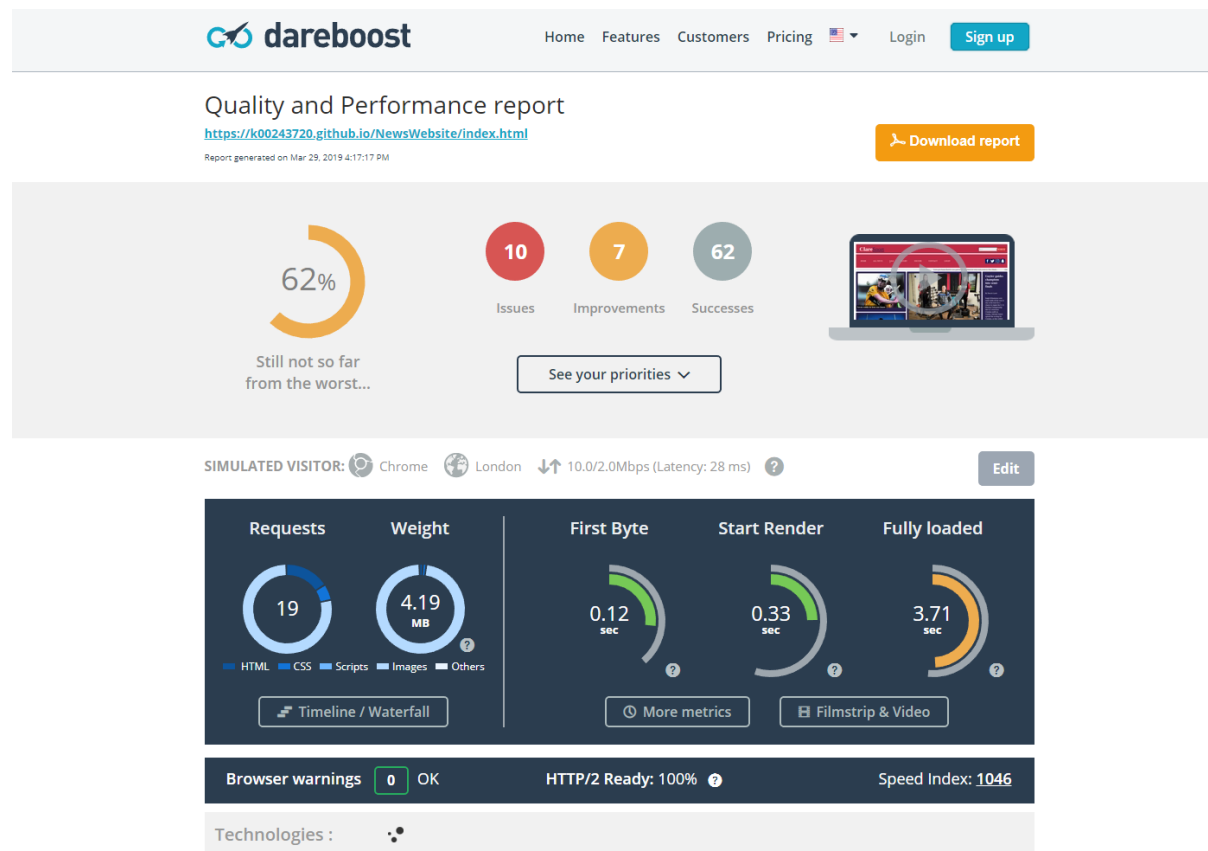 dareboost
Home Features Customers Pricing Login Sign up
Quality and Performance report
https://k00243720.github.io/NewsWebsite/index.html
Download report
Report generated on Mar 29, 2019 4:17:17 PM
62%
10 7 62
Issues Improvements Successes
Still not so far
from the worst...
See your priorities
SIMULATED VISITOR: Chrome London 10.0/2.0Mbps (Latency: 28 ms) ?
Edit
Requests Weight First Byte Start Render Fully loaded
19
4.19
MB
?
0.12
sec
?
0.33
sec
?
3.71
sec
?
HTML CSS Scripts Images Others
Timeline / Waterfall More metrics Filmstrip & Video
Browser warnings 0 OK HTTP/2 Ready: 100% ? Speed Index: 1046
Technologies :